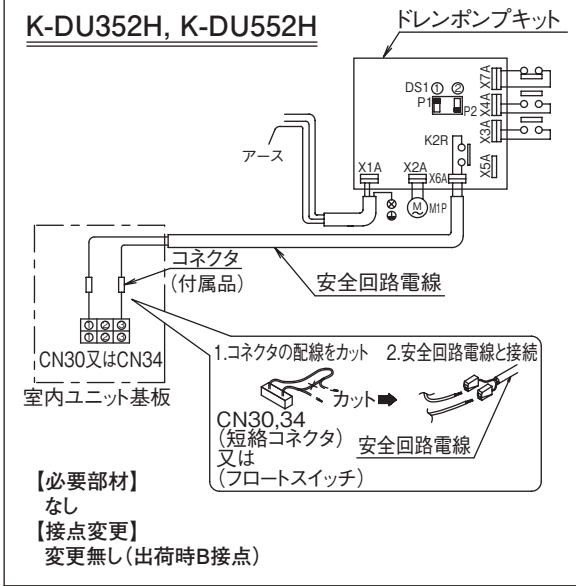 K-DU352H, K-DU552H
ドレンポンプキット
DS1 ① ②
P1
P2
X7A
X4A
X3A
K2R
X5A
アース
X1A
X2A
X6A
M
M1P
コネクタ
(付属品)
安全回路電線
① ② ③
① ② ③
CN30又はCN34
室内ユニット基板
1.コネクタの配線をカット
2.安全回路電線と接続
カット
CN30,34
(短絡コネクタ)
又は
(フロートスイッチ)
安全回路電線
【必要部材】
なし
【接点変更】
変更無し(出荷時B接点)